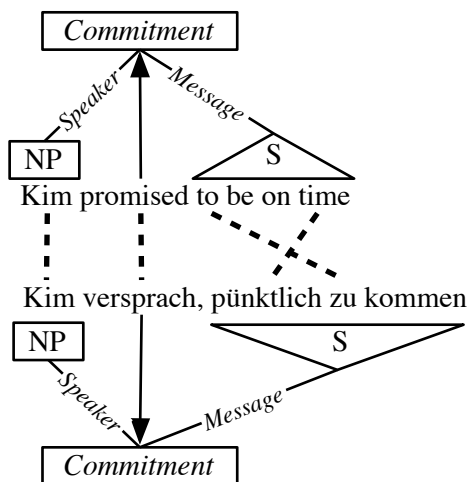 Commitment
Speaker Message
NP S
Kim promised to be on time
Kim versprach, pünktlich zu kommen
NP S
Speaker Message
Commitment